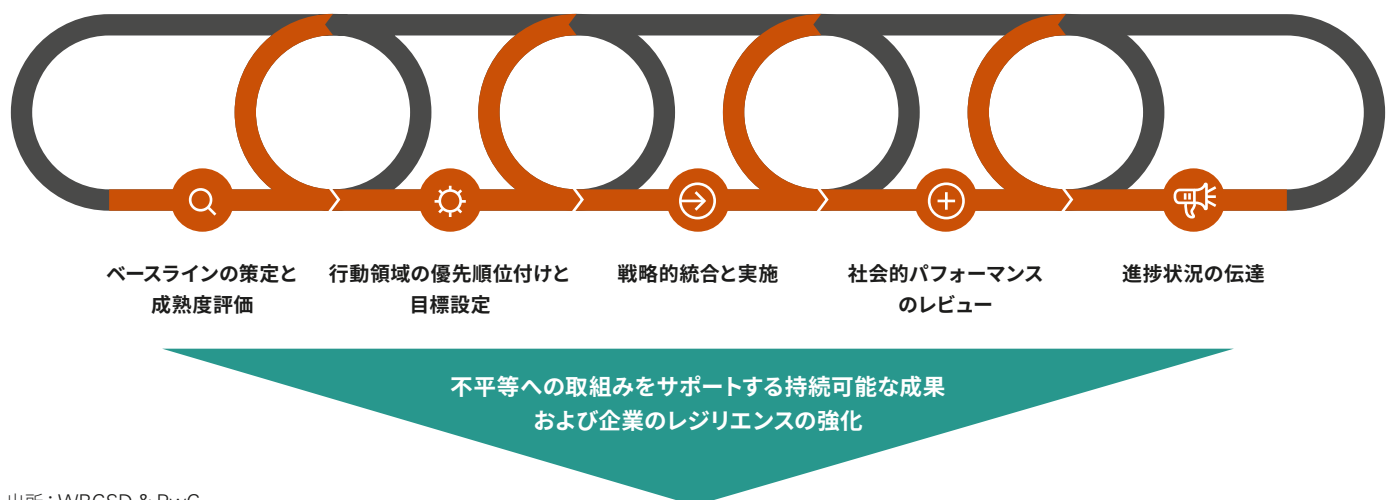 ベースラインの策定と
成熟度評価
行動領域の優先順位付けと
目標設定
戦略的統合と実施
社会的パフォーマンス
のレビュー
進捗状況の伝達
不平等への取組みをサポートする持続可能な成果
および企業のレジリエンスの強化
出所：WBCSD & PwC